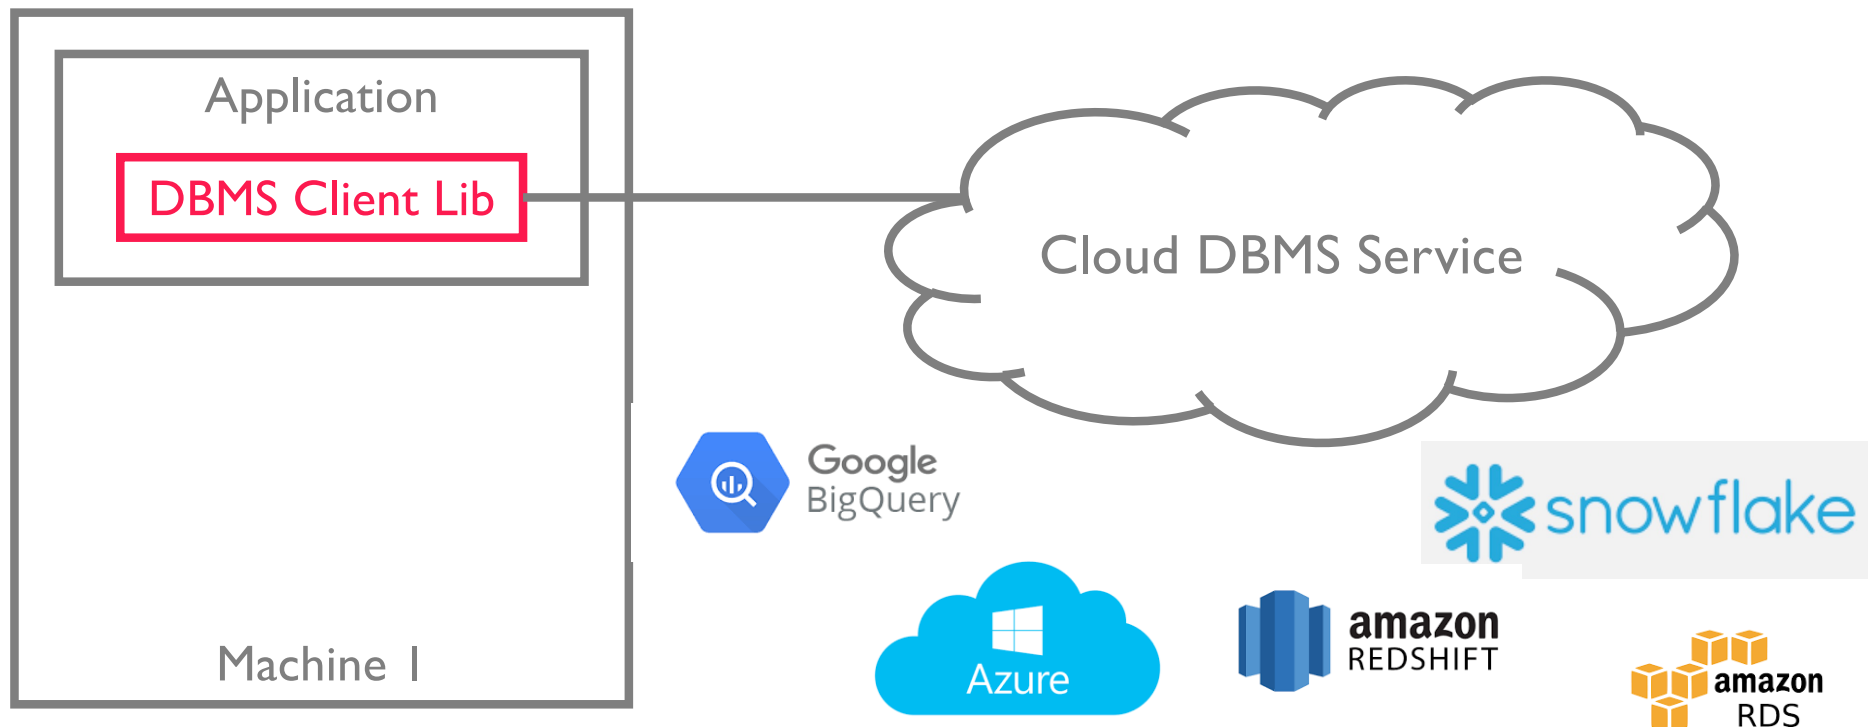 Application
DBMS Client Lib
Cloud DBMS Service
Google
BigQuery
snowflake
Azure
amazon
REDSHIFT
Machine 1
amazon
RDS